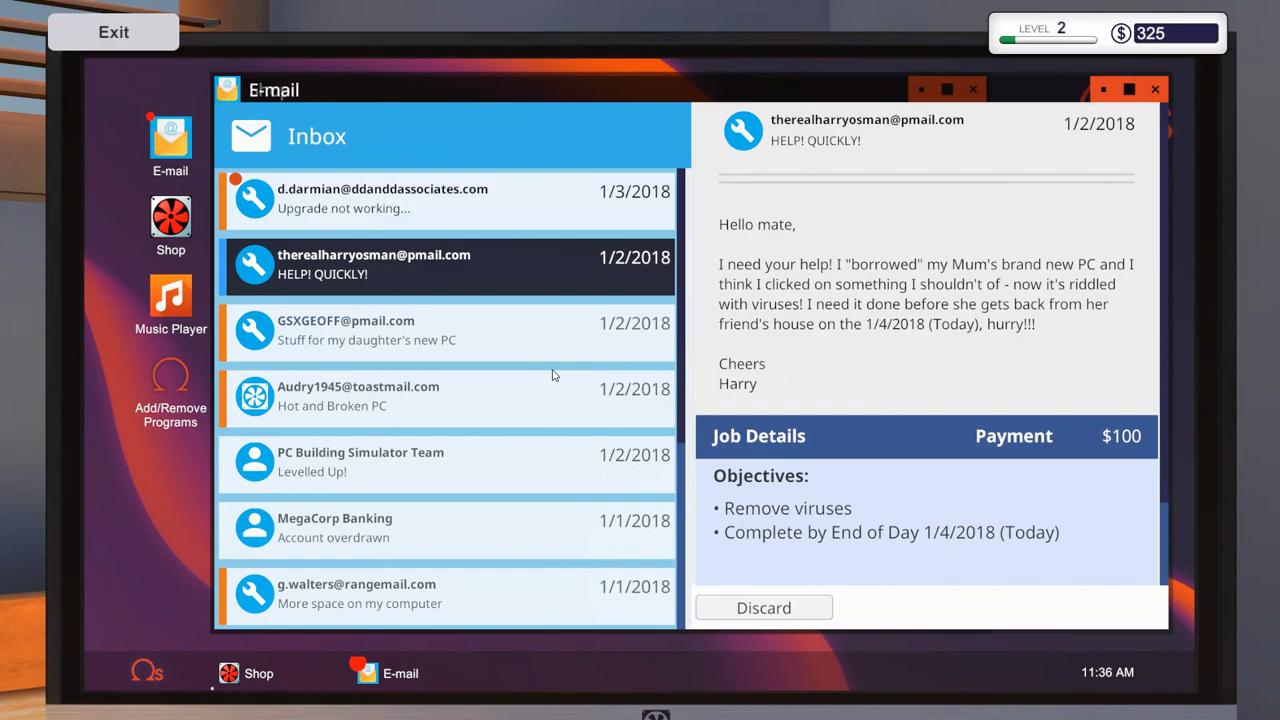 Exit
LEVEL 2
$ 325
E-mail
Inbox
E-mail
Shop
Music Player
Add/Remove
Programs
d.darmian@ddanddassociates.com 1/3/2018
Upgrade not working...
therealharryosman@pmail.com 1/2/2018
HELP! QUICKLY!
GSXGEOFF@pmail.com 1/2/2018
Stuff for my daughter's new PC
Audry1945@toastmail.com 1/2/2018
Hot and Broken PC
PC Building Simulator Team 1/2/2018
Levelled Up!
MegaCorp Banking 1/1/2018
Account overdrawn
g.walters@rangemail.com 1/1/2018
More space on my computer
therealharryosman@pmail.com 1/2/2018
HELP! QUICKLY!
Hello mate,
I need your help! I "borrowed" my Mum's brand new PC and I
think I clicked on something I shouldn't of - now it's riddled
with viruses! I need it done before she gets back from her
friend's house on the 1/4/2018 (Today), hurry!!!
Cheers
Harry
Job Details Payment $100
Objectives:
• Remove viruses
• Complete by End of Day 1/4/2018 (Today)
Discard
Ωs Shop E-mail 11:36 AM